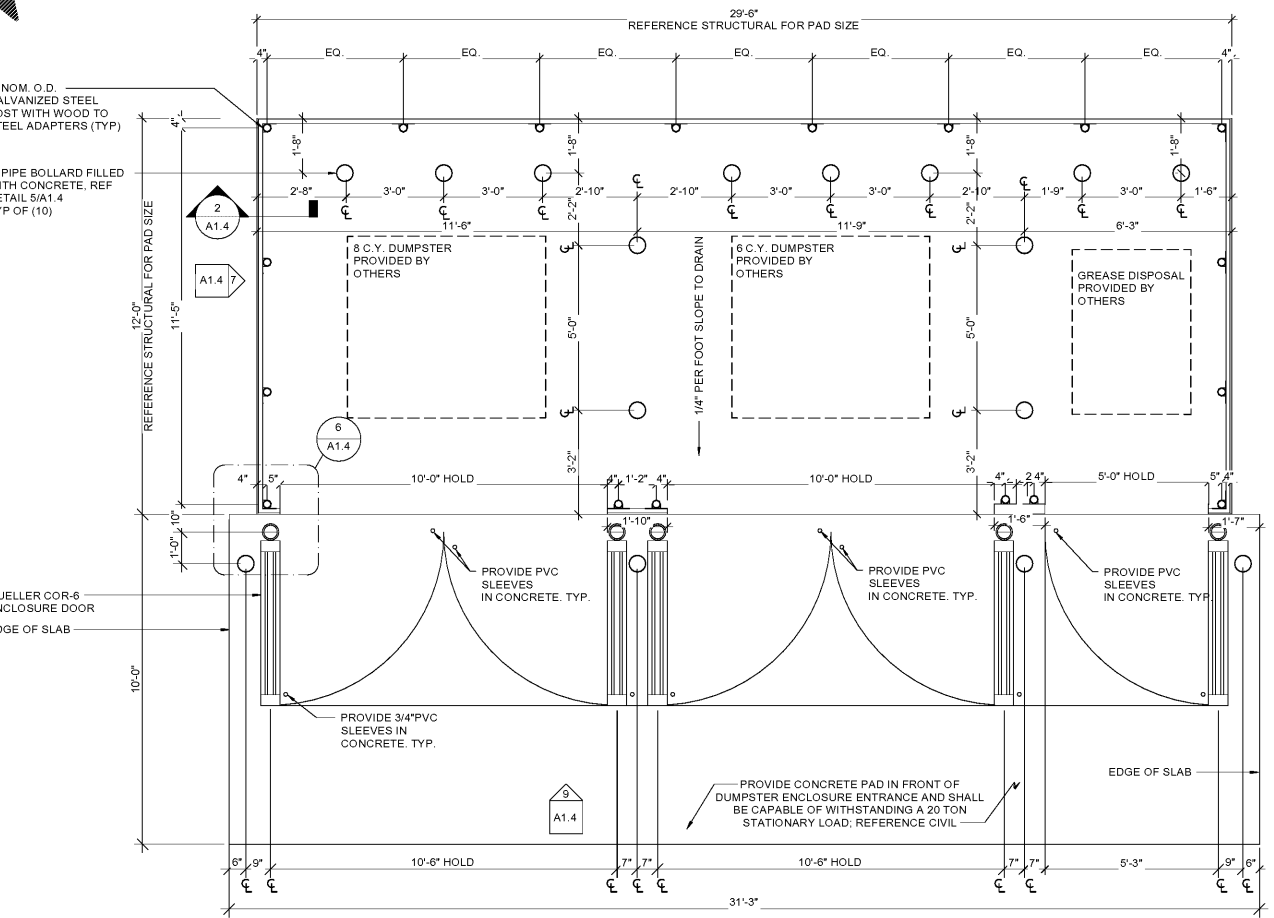 29'-6"
REFERENCE STRUCTURAL FOR PAD SIZE
4" EQ. EQ. EQ. EQ. EQ. EQ. EQ. 4"
NOM. O.D.
ALVANIZED STEEL
OST WITH WOOD TO
TEEL ADAPTERS (TYP)
4"
1'-8" 1'-8" 1'-8" 1'-8"
PIPE BOLLARD FILLED
ITH CONCRETE, REF
ETAIL 5/A1.4
YP OF (10)
2'-8" 3'-0" 3'-0" 2'-10" 2'-10" 3'-0" 3'-0" 2'-10" 1'-9" 3'-0" 1'-6"
2
A1.4
2'-2" 2'-2"
11'-6" 11'-9" 6'-3"
8 C.Y. DUMPSTER
PROVIDED BY
OTHERS
6 C.Y. DUMPSTER
PROVIDED BY
OTHERS
GREASE DISPOSAL
PROVIDED BY
OTHERS
A1.4 7
12'-0"
REFERENCE STRUCTURAL FOR PAD SIZE
11'-5"
5'-0" 5'-0"
1/4" PER FOOT SLOPE TO DRAIN
6
A1.4
3'-2" 3'-2"
4" 5" 10'-0" HOLD 4" 1'-2" 4" 10'-0" HOLD 4" 2 4" 5'-0" HOLD 5" 4"
10" 1'-10" 1'-6" 1'-7"
1'-0"
PROVIDE PVC
SLEEVES
IN CONCRETE. TYP.
PROVIDE PVC
SLEEVES
IN CONCRETE. TYP.
PROVIDE PVC
SLEEVES
IN CONCRETE. TYP.
UELLER COR-6
NCLOSURE DOOR
DGE OF SLAB
10'-0"
PROVIDE 3/4"PVC
SLEEVES IN
CONCRETE. TYP.
9
A1.4
PROVIDE CONCRETE PAD IN FRONT OF
DUMPSTER ENCLOSURE ENTRANCE AND SHALL
BE CAPABLE OF WITHSTANDING A 20 TON
STATIONARY LOAD; REFERENCE CIVIL
EDGE OF SLAB
6" 9" 10'-6" HOLD 7" 7" 10'-6" HOLD 7" 7" 5'-3" 9" 6"
31'-3"